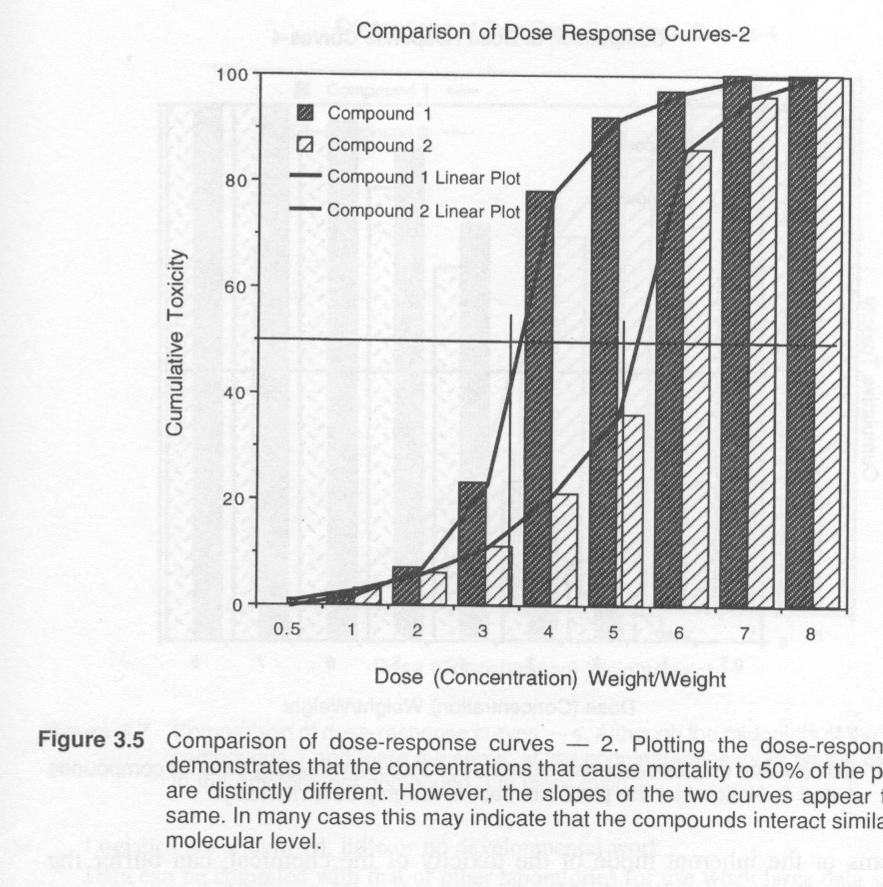 Comparison of Dose Response Curves-2
100
80
60
40
20
0
Cumulative Toxicity
Compound 1
Compound 2
Compound 1 Linear Plot
Compound 2 Linear Plot
0.5 1 2 3 4 5 6 7 8
Dose (Concentration) Weight/Weight
Figure 3.5 Comparison of dose-response curves — 2. Plotting the dose-respon
demonstrates that the concentrations that cause mortality to 50% of the p
are distinctly different. However, the slopes of the two curves appear t
same. In many cases this may indicate that the compounds interact simila
molecular level.